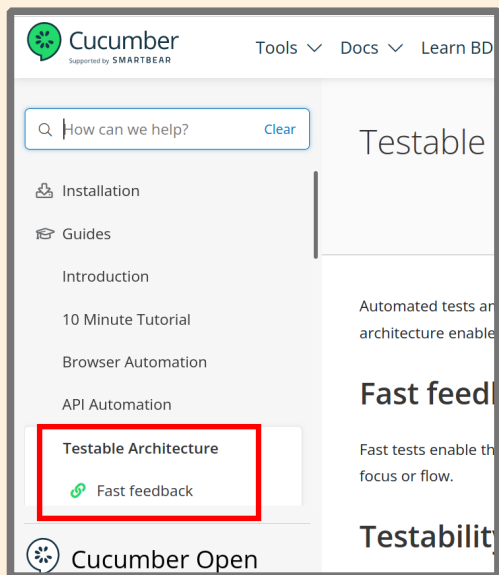 Cucumber
Supported by SMARTBEAR
Tools
Docs
Learn BD
How can we help?
Clear
Installation
Guides
Introduction
10 Minute Tutorial
Browser Automation
API Automation
Testable Architecture
Fast feedback
Cucumber Open
Testable
Automated tests an
architecture enable
Fast feed
Fast tests enable th
focus or flow.
Testability